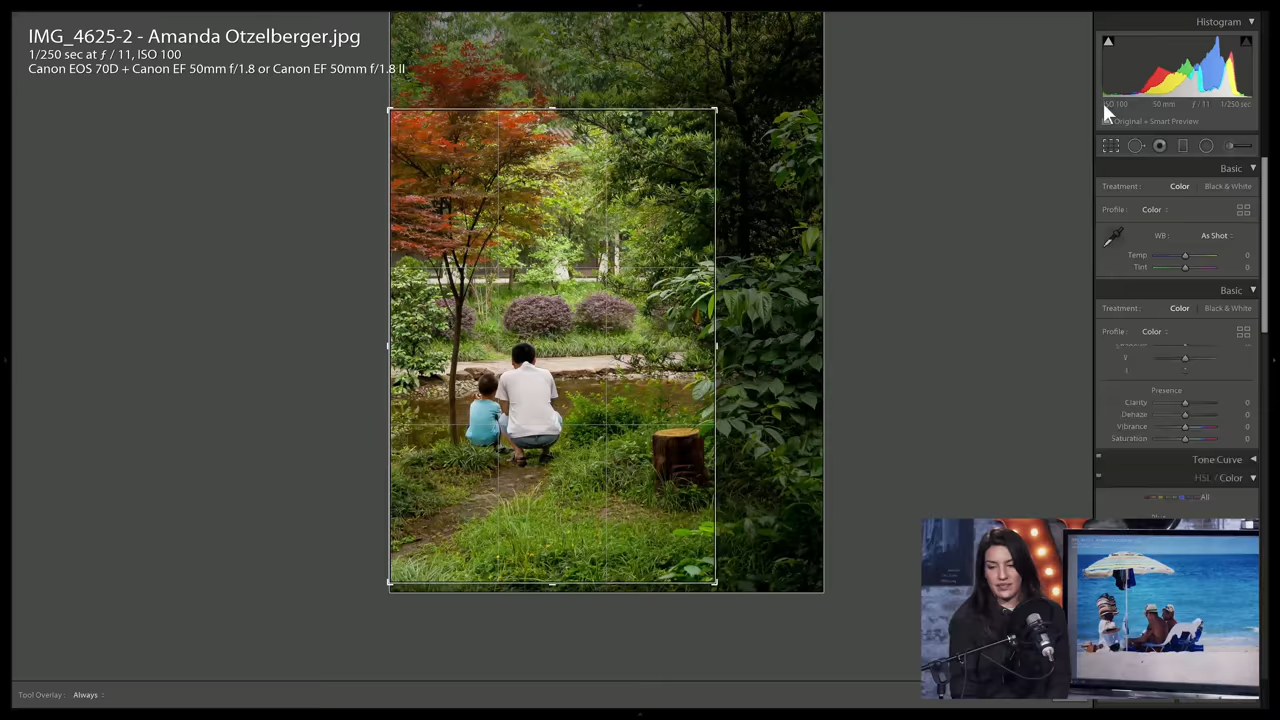 IMG_4625-2 - Amanda Otzelberger.jpg
1/250 sec at ƒ / 11, ISO 100
Canon EOS 70D + Canon EF 50mm f/1.8 or Canon EF 50mm f/1.8 II
Histogram
ISO 100 50 mm ƒ / 11 1/250 sec
Original + Smart Preview
Basic
Treatment : Color Black & White
Profile : Color
WB : As Shot
Temp 0
Tint 0
Basic
Treatment : Color Black & White
Profile : Color
Presence
Clarity 0
Dehaze 0
Vibrance 0
Saturation 0
Tone Curve
HSL / Color
All
Tool Overlay : Always